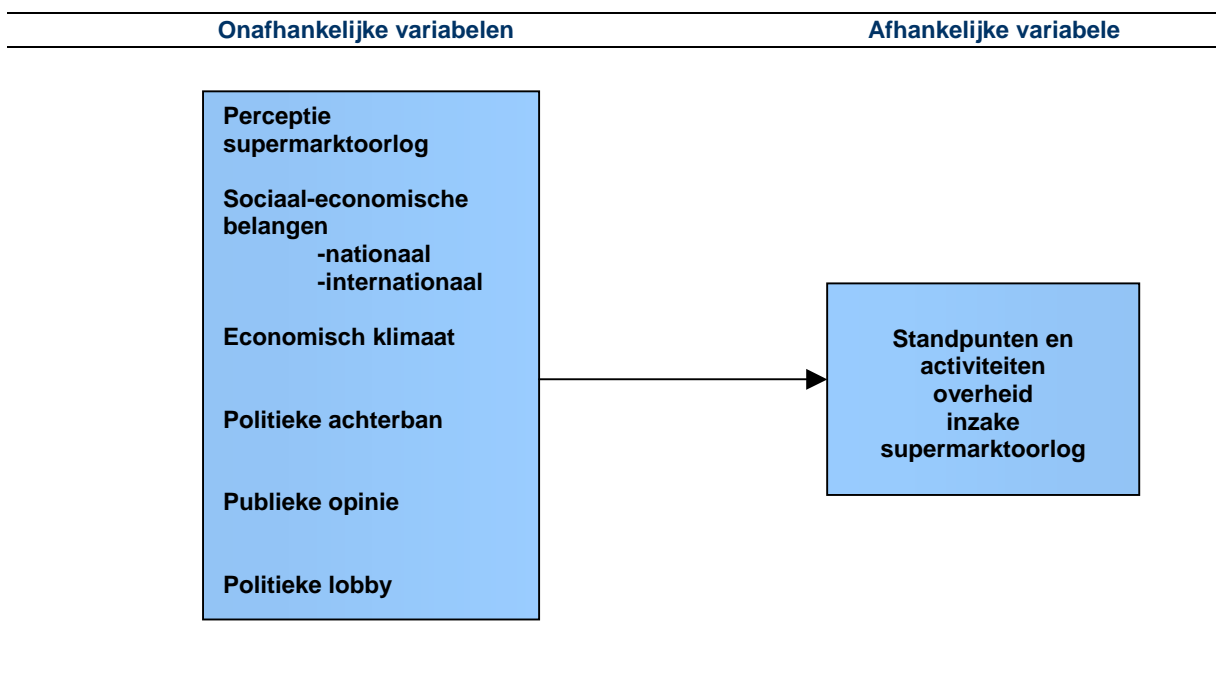 Onafhankelijke variabelen
Afhankelijke variabele
Perceptie
supermarktoorlog
Sociaal-economische
belangen
-nationaal
-internationaal
Economisch klimaat
Politieke achterban
Publieke opinie
Politieke lobby
Standpunten en
activiteiten
overheid
inzake
supermarktoorlog